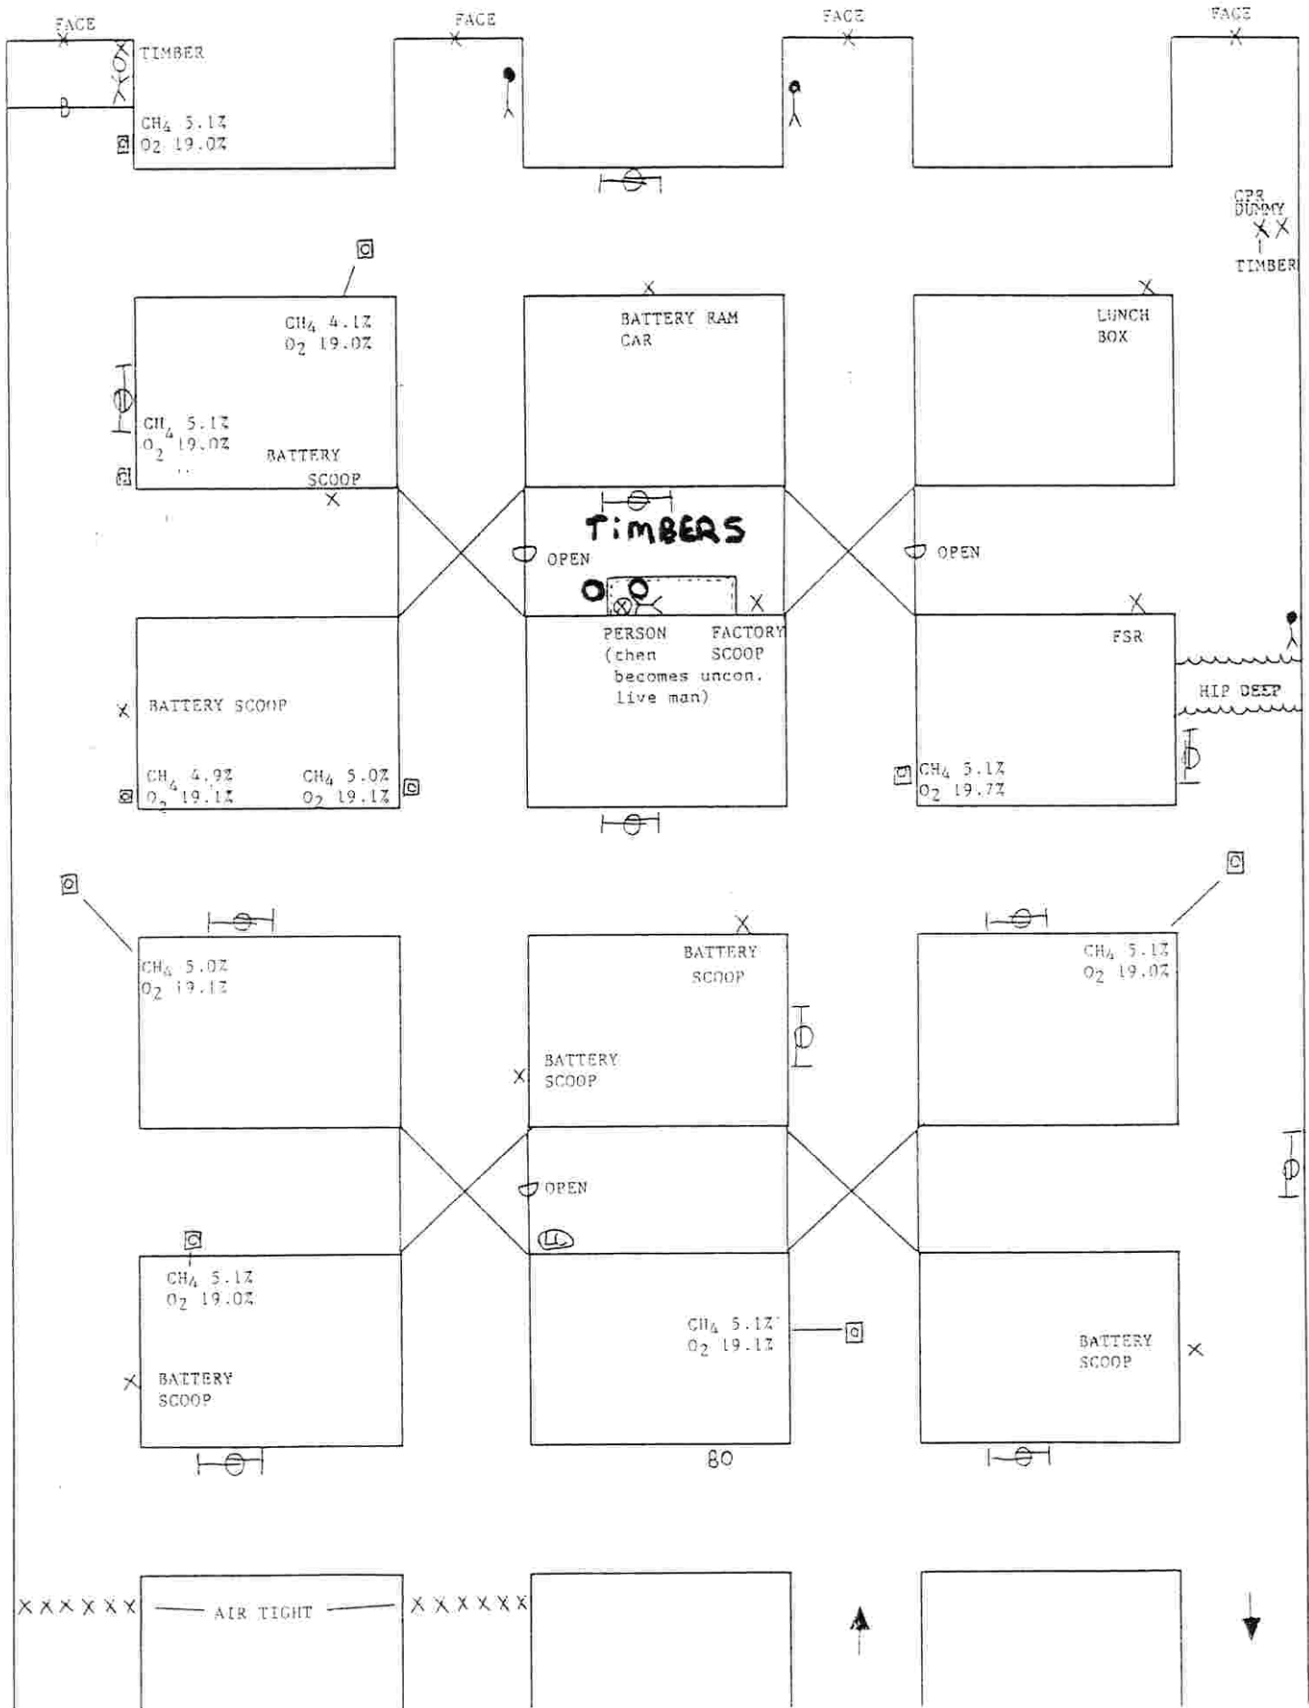 FACE
FACE
FACE
FACE
TIMBER
CH4 5.1%
O2 19.0%
CPR
DUMMY
TIMBER
CH4 4.1%
O2 19.0%
BATTERY RAM
CAR
LUNCH
BOX
CH4 5.1%
O2 19.0%
BATTERY
SCOOP
TiMBERS
OPEN
OPEN
PERSON
(then
becomes uncon.
live man)
FACTORY
SCOOP
FSR
HIP DEEP
BATTERY SCOOP
CH4 4.9%
O2 19.1%
CH4 5.0%
O2 19.1%
CH4 5.1%
O2 19.7%
CH4 5.0%
O2 19.1%
BATTERY
SCOOP
CH4 5.1%
O2 19.0%
BATTERY
SCOOP
OPEN
LC
CH4 5.1%
O2 19.0%
CH4 5.1%
O2 19.1%
BATTERY
SCOOP
BATTERY
SCOOP
80
XXXXXX AIR TIGHT XXXXXX